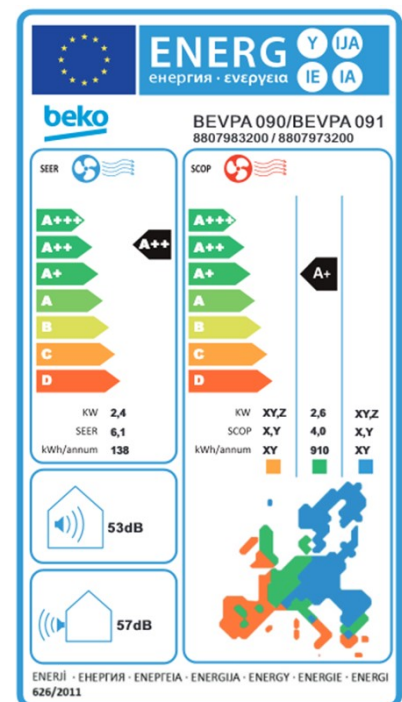 ENERG Y IJA
енергия · ενεργεια IE IA
beko
BEVPA 090/BEVPA 091
8807983200 / 8807973200
SEER
A+++
A++
A+
A
B
C
D
A++
KW 2,4
SEER 6,1
kWh/annum 138
SCOP
A+++
A++
A+
A
B
C
D
A+
KW XY,Z 2,6 XY,Z
SCOP X,Y 4,0 X,Y
kWh/annum XY 910 XY
53dB
57dB
ENERJİ · ЕНЕРГИЯ · ΕΝΕΡΓΕΙΑ · ENERGIJA · ENERGY · ENERGIE · ENERGI
626/2011